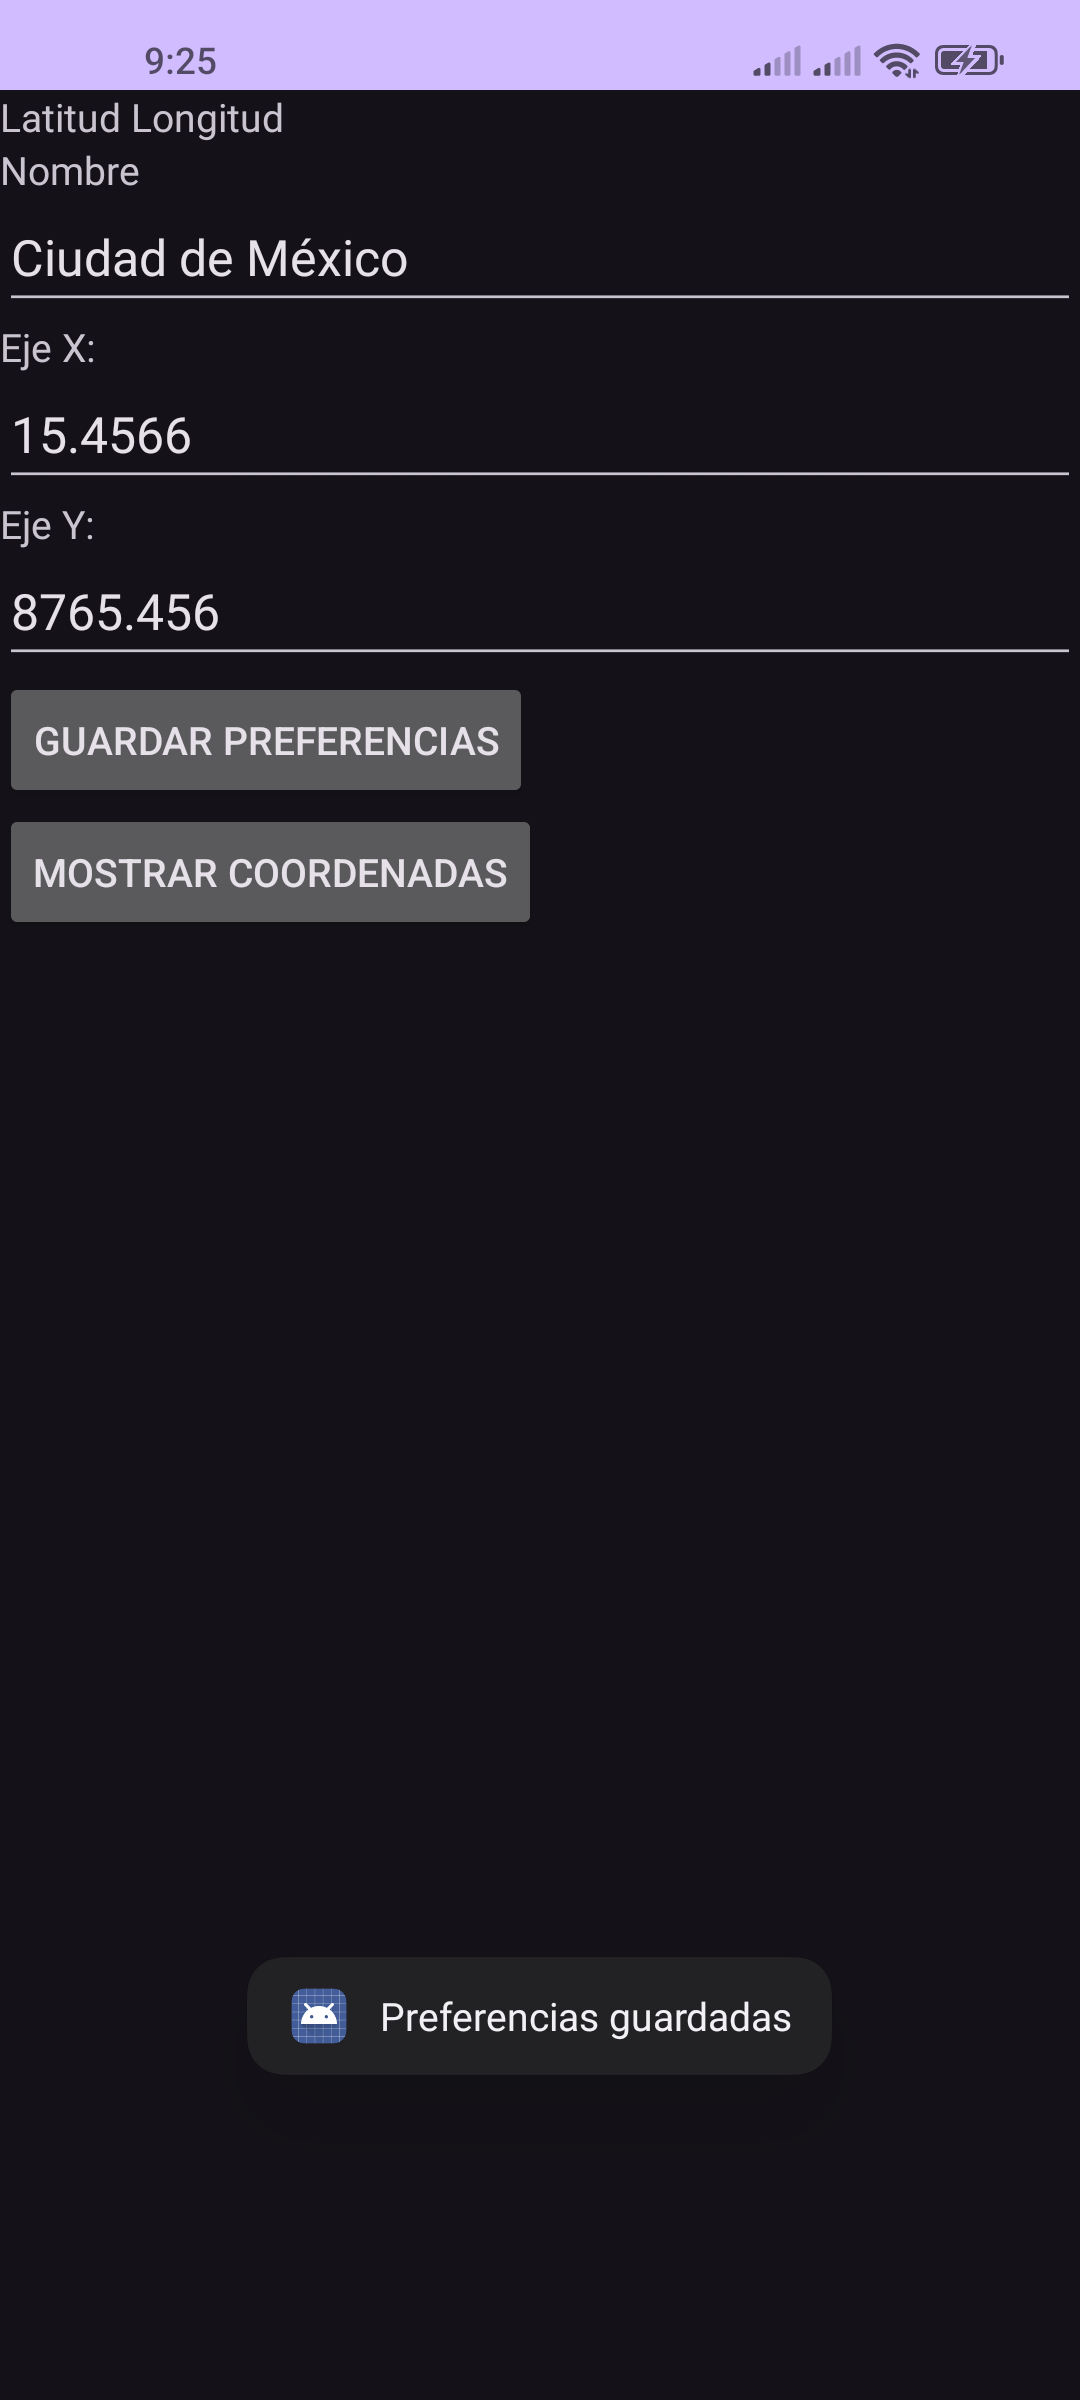 9:25
Latitud Longitud
Nombre
Ciudad de México
Eje X:
15.4566
Eje Y:
8765.456
GUARDAR PREFERENCIAS
MOSTRAR COORDENADAS
Preferencias guardadas